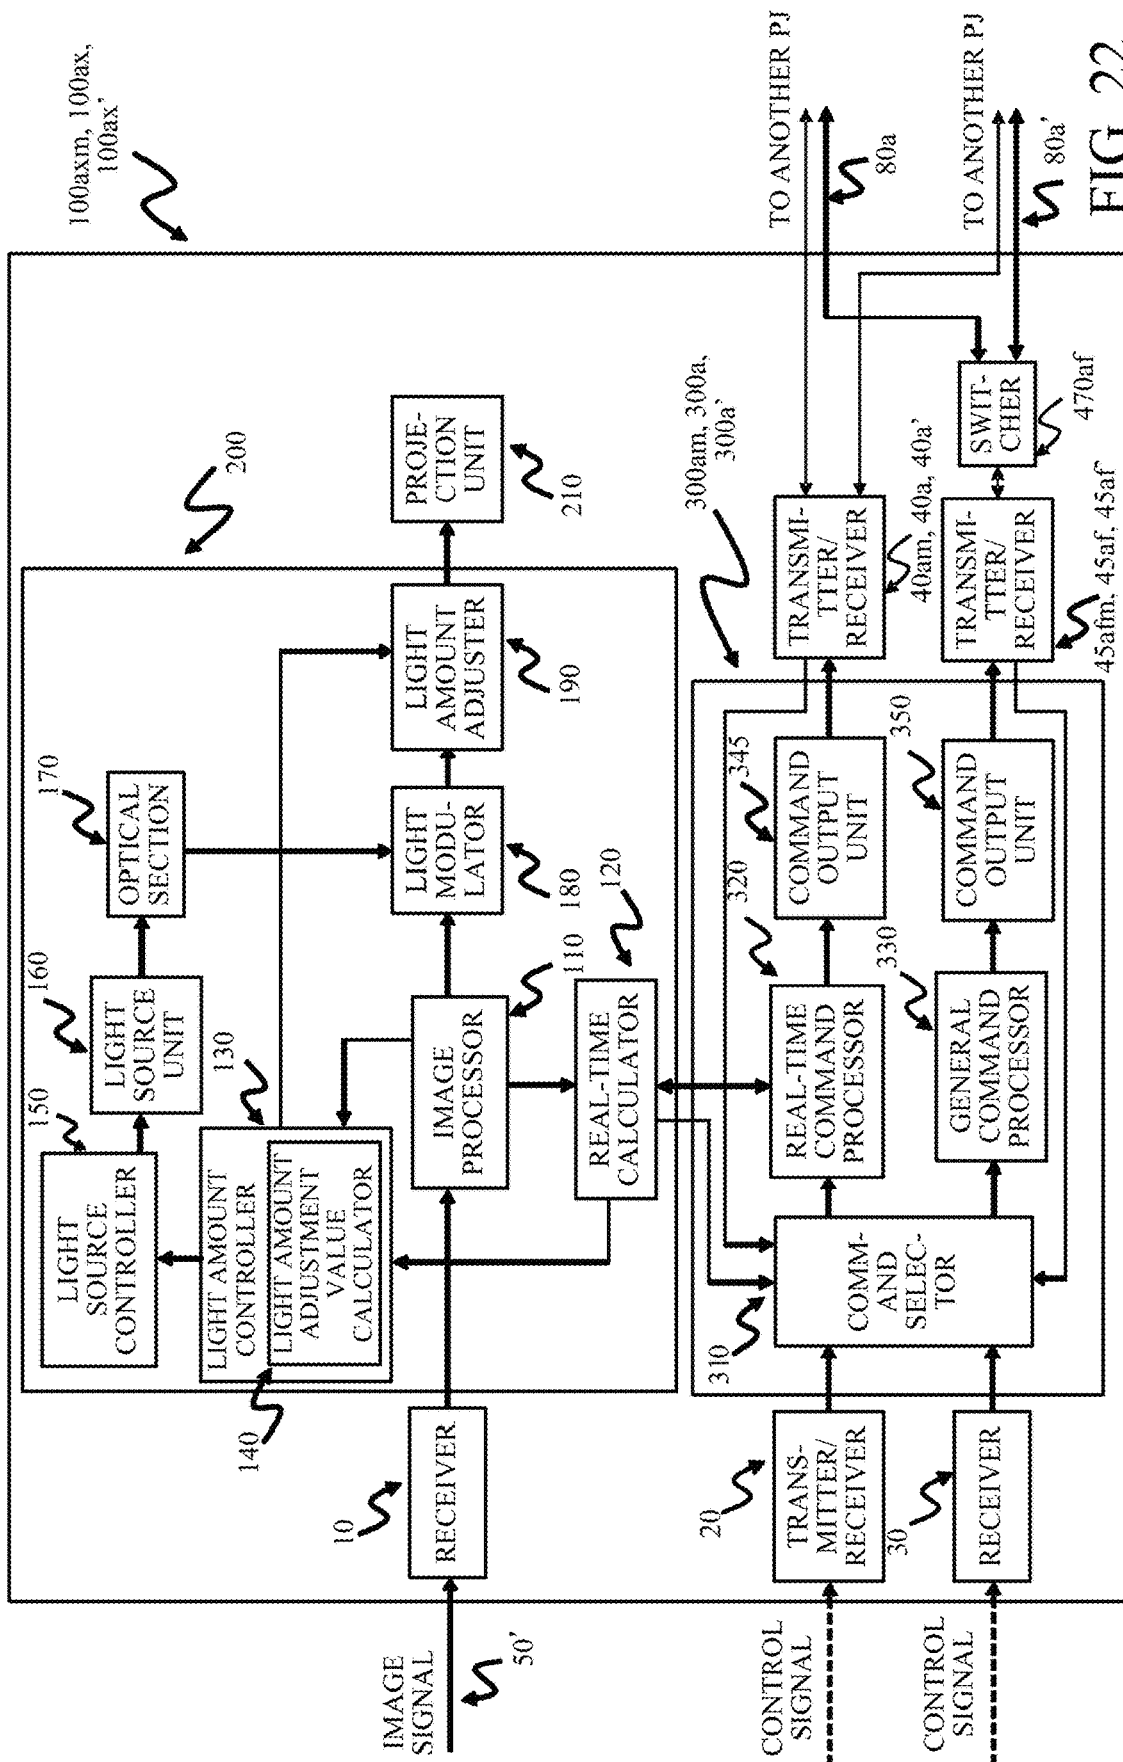 100axm, 100ax,
100ax'
200
150
LIGHT
SOURCE
CONTROLLER
160
LIGHT
SOURCE
UNIT
170
OPTICAL
SECTION
130
LIGHT AMOUNT
CONTROLLER
LIGHT AMOUNT
ADJUSTMENT
VALUE
CALCULATOR
140
IMAGE
SIGNAL
50'
10
RECEIVER
IMAGE
PROCESSOR
110
LIGHT
MODU-
LATOR
180
LIGHT
AMOUNT
ADJUSTER
190
PROJE-
CTION
UNIT
210
REAL-TIME
CALCULATOR
120
300am, 300a,
300a'
CONTROL
SIGNAL
20
TRANS-
MITTER/
RECEIVER
310
COMM-
AND
SELEC-
TOR
REAL-TIME
COMMAND
PROCESSOR
320
COMMAND
OUTPUT
UNIT
345
TRANSMI-
TTER/
RECEIVER
40am, 40a, 40a'
TO ANOTHER PJ
80a
CONTROL
SIGNAL
30
RECEIVER
GENERAL
COMMAND
PROCESSOR
330
COMMAND
OUTPUT
UNIT
350
TRANSMI-
TTER/
RECEIVER
45afm, 45af, 45af'
SWIT-
CHER
470af
TO ANOTHER PJ
80a'
FIG. 22